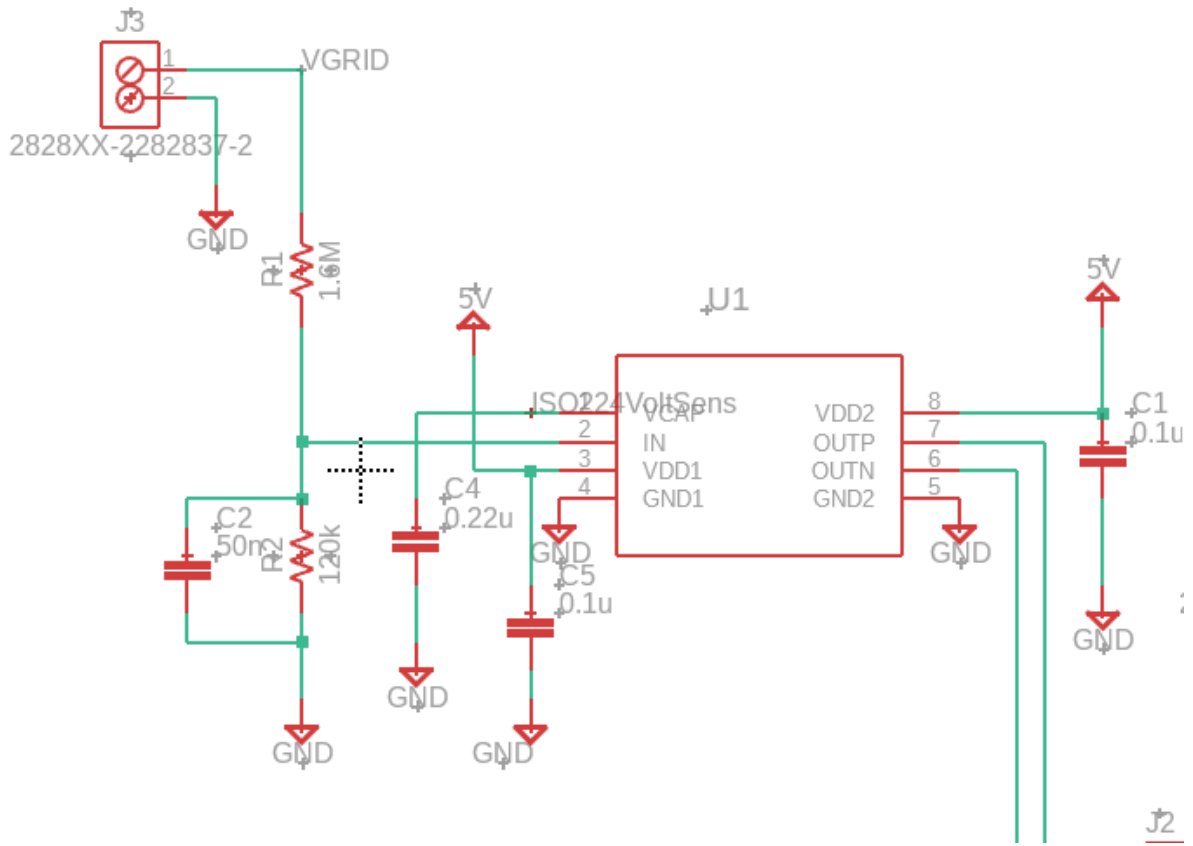 J3
1
VGRID
2
2828XX-2282837-2
GND
R1
1.6M
5V
U1
5V
ISO224VoltSens
1
VCAP
VDD2
8
C1
2
IN
OUTP
7
0.1u
3
VDD1
OUTN
6
4
GND1
GND2
5
C4
0.22u
C2
50n
R2
120k
GND
GND
C5
0.1u
GND
GND
GND
GND
J2